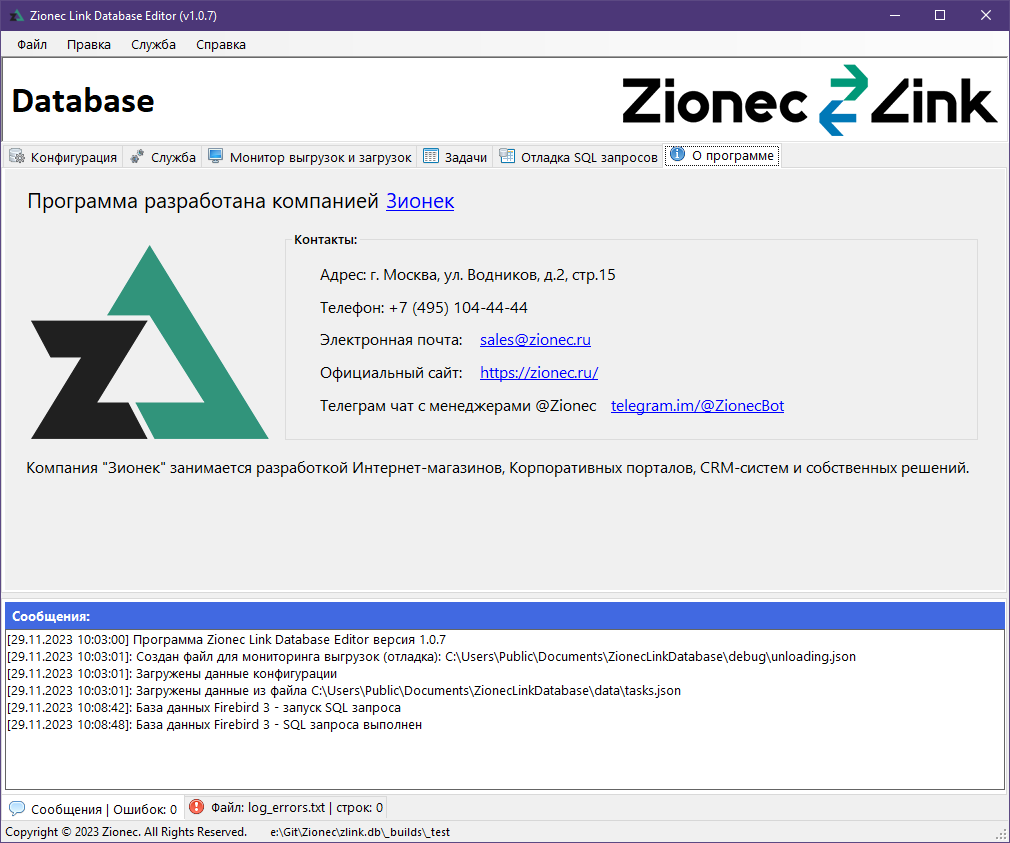 Zionec Link Database Editor (v1.0.7)
Файл Правка Служба Справка
Database
Zionec Link
Конфигурация Служба Монитор выгрузок и загрузок Задачи Отладка SQL запросов О программе
Программа разработана компанией Зионек
Контакты:
Адрес: г. Москва, ул. Водников, д.2, стр.15
Телефон: +7 (495) 104-44-44
Электронная почта: sales@zionec.ru
Официальный сайт: https://zionec.ru/
Телеграм чат с менеджерами @Zionec telegram.im/@ZionecBot
Компания "Зионек" занимается разработкой Интернет-магазинов, Корпоративных порталов, CRM-систем и собственных решений.
Сообщения:
[29.11.2023 10:03:00] Программа Zionec Link Database Editor версия 1.0.7
[29.11.2023 10:03:01]: Создан файл для мониторинга выгрузок (отладка): C:\Users\Public\Documents\ZionecLinkDatabase\debug\unloading.json
[29.11.2023 10:03:01]: Загружены данные конфигурации
[29.11.2023 10:03:01]: Загружены данные из файла C:\Users\Public\Documents\ZionecLinkDatabase\data\tasks.json
[29.11.2023 10:08:42]: База данных Firebird 3 - запуск SQL запроса
[29.11.2023 10:08:48]: База данных Firebird 3 - SQL запроса выполнен
Сообщения | Ошибок: 0 Файл: log_errors.txt | строк: 0
Copyright © 2023 Zionec. All Rights Reserved. e:\Git\Zionec\zlink.db\_builds\_test